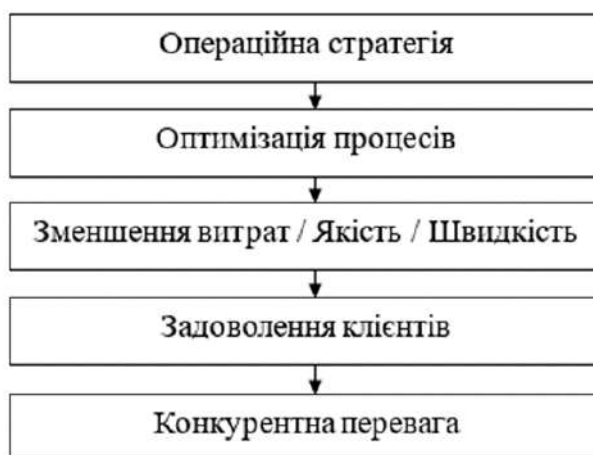 Операційна стратегія
Оптимізація процесів
Зменшення витрат / Якість / Швидкість
Задоволення клієнтів
Конкурентна перевага